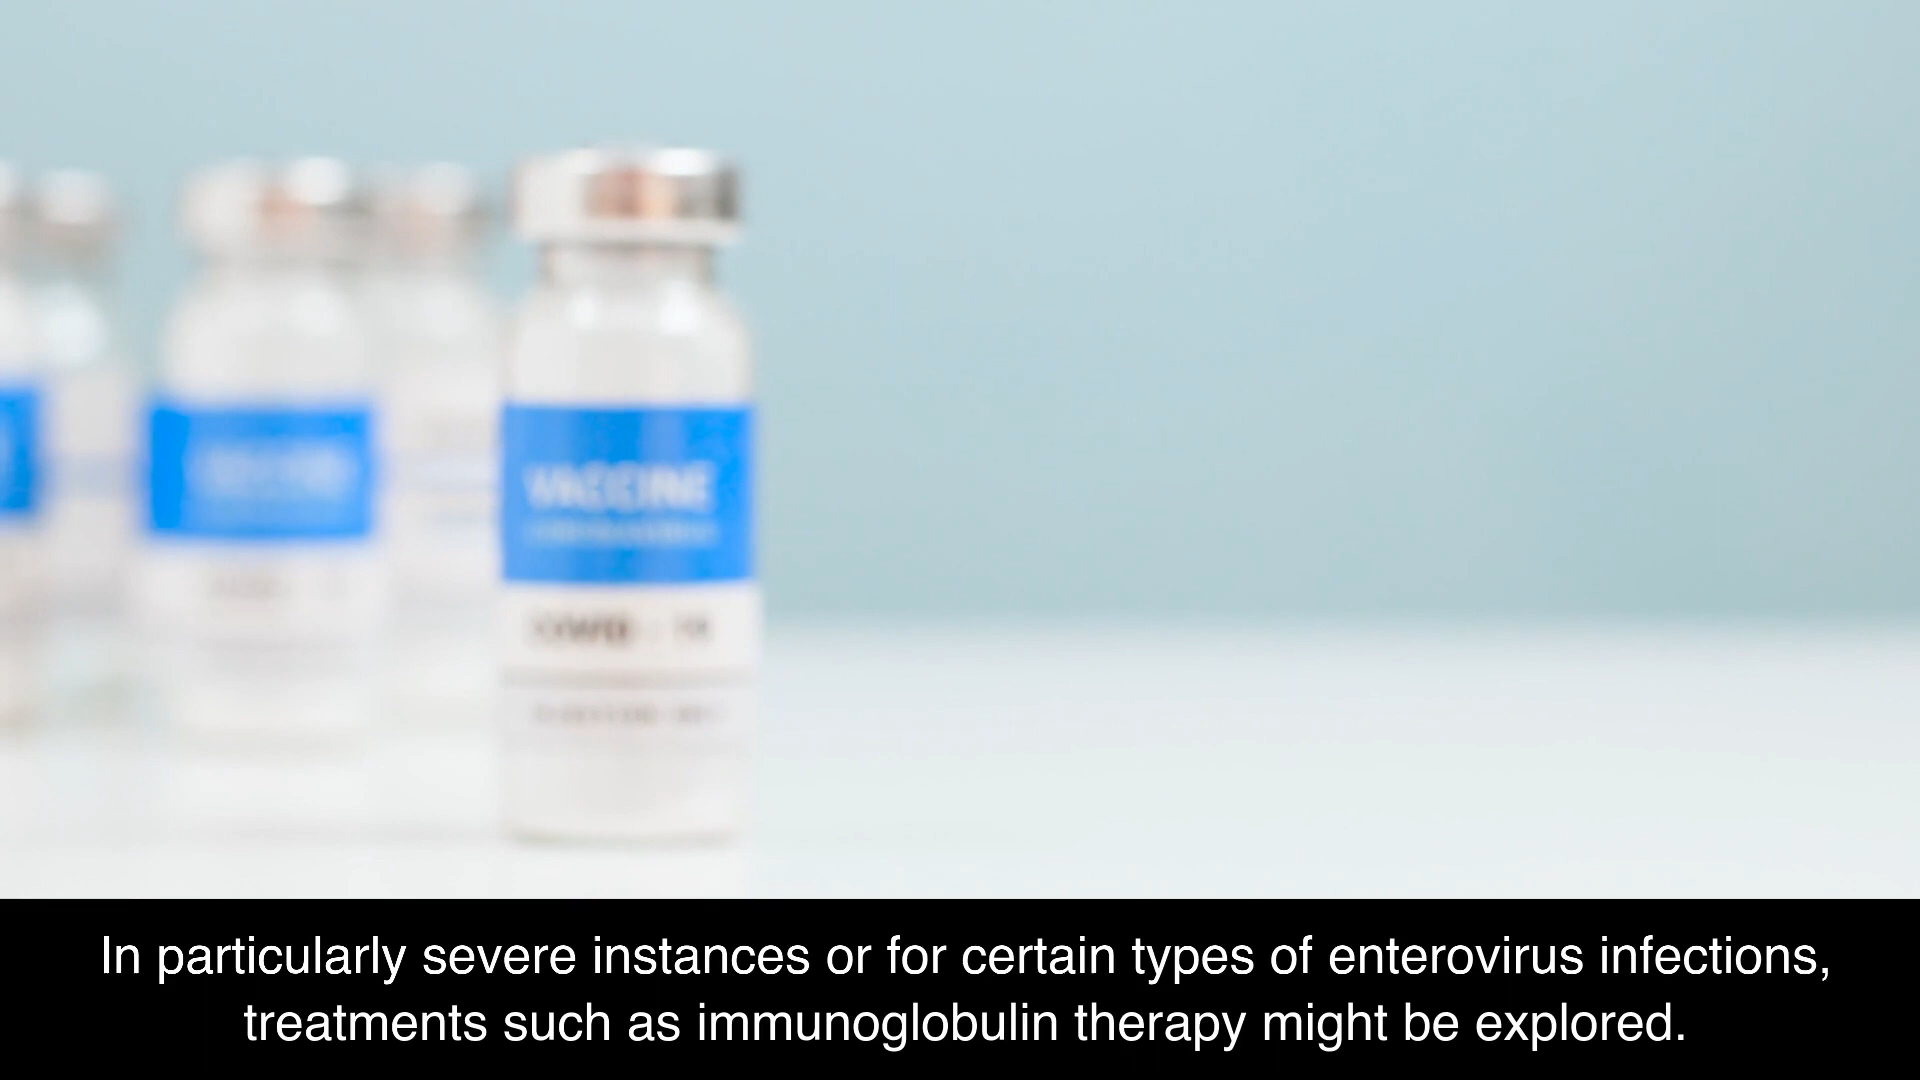 VACCINE
In particularly severe instances or for certain types of enterovirus infections,
treatments such as immunoglobulin therapy might be explored.